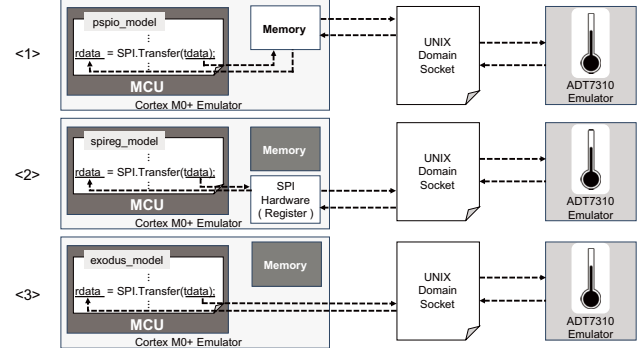 <1>
pspio_model
⋮
rdata = SPI.Transfer(tdata);
⋮
MCU
Cortex M0+ Emulator
Memory
UNIX
Domain
Socket
ADT7310
Emulator
<2>
spireg_model
⋮
rdata = SPI.Transfer(tdata);
⋮
MCU
Cortex M0+ Emulator
Memory
SPI
Hardware
( Register )
UNIX
Domain
Socket
ADT7310
Emulator
<3>
exodus_model
⋮
rdata = SPI.Transfer(tdata);
⋮
MCU
Cortex M0+ Emulator
Memory
UNIX
Domain
Socket
ADT7310
Emulator